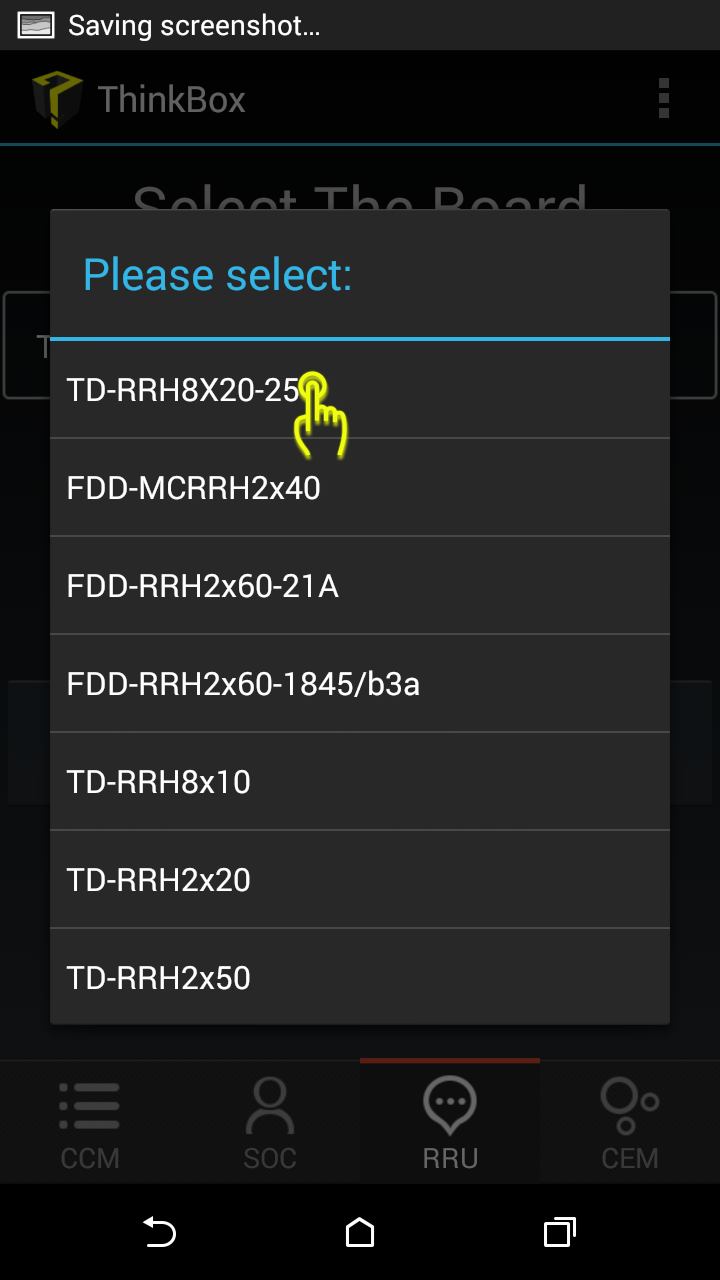 Saving screenshot...
ThinkBox
Select The Board
Please select:
TD-RRH8X20-25
FDD-MCRRH2x40
FDD-RRH2x60-21A
FDD-RRH2x60-1845/b3a
TD-RRH8x10
TD-RRH2x20
TD-RRH2x50
CCM
SOC
RRU
CEM